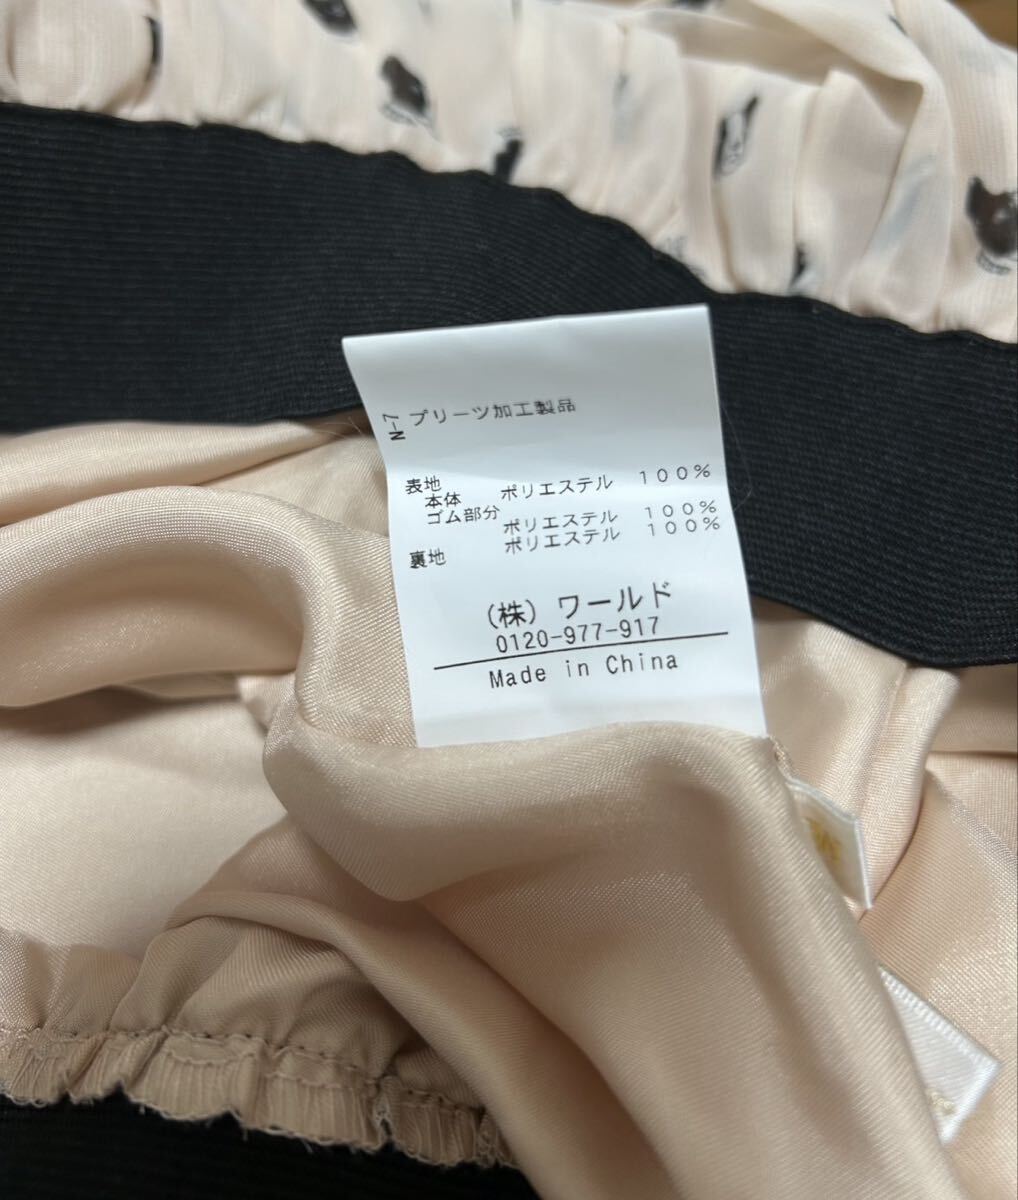 N-7
プリーツ加工製品
表地
本体 ポリエステル 100%
ゴム部分
ポリエステル 100%
裏地 ポリエステル 100%
(株) ワールド
0120-977-917
Made in China